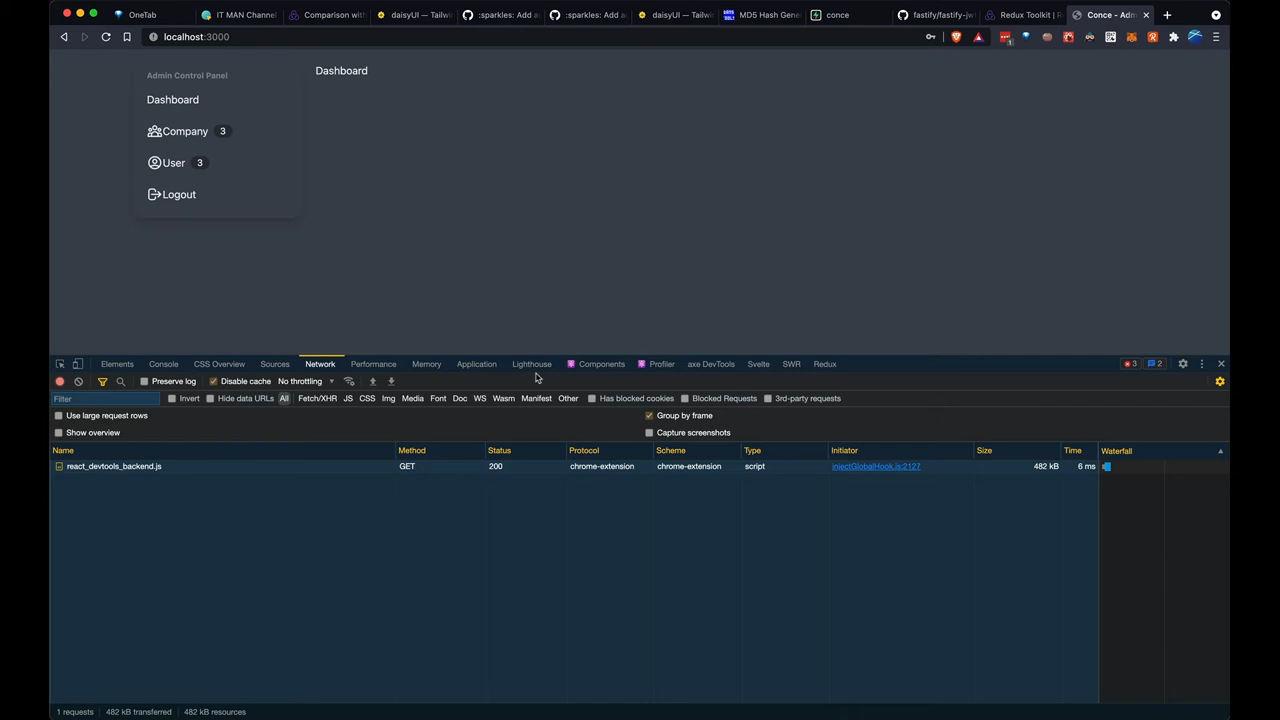 OneTab
IT MAN Channel
Comparison with
daisyUI — Tailwi
:sparkles: Add a
:sparkles: Add a
daisyUI — Tailwi
MD5 Hash Gene
conce
fastify/fastify-jw
Redux Toolkit | R
Conce - Adm
localhost:3000
1
Admin Control Panel
Dashboard
Dashboard
Company 3
User 3
Logout
Elements Console CSS Overview Sources Network Performance Memory Application Lighthouse Components Profiler axe DevTools Svelte SWR Redux 3 2
Preserve log Disable cache No throttling
Filter Invert Hide data URLs All Fetch/XHR JS CSS Img Media Font Doc WS Wasm Manifest Other Has blocked cookies Blocked Requests 3rd-party requests
Use large request rows Group by frame
Show overview Capture screenshots
Name Method Status Protocol Scheme Type Initiator Size Time Waterfall
react_devtools_backend.js GET 200 chrome-extension chrome-extension script injectGlobalHook.js:2127 482 kB 6 ms
1 requests 482 kB transferred 482 kB resources